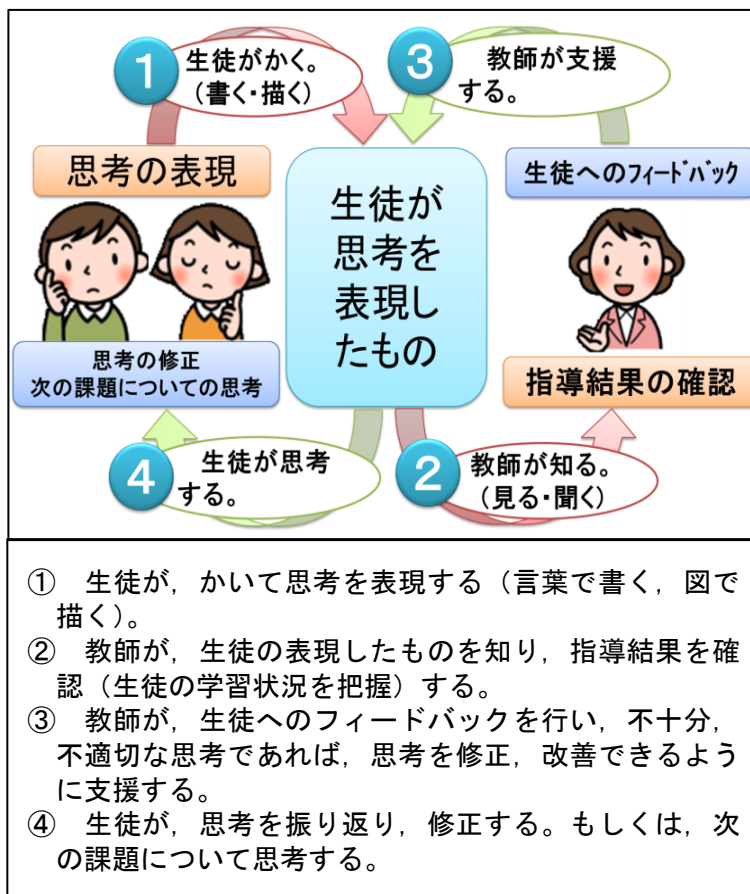 1
生徒がかく。
(書く・描く)
3
教師が支援
する。
思考の表現
生徒が
思考を
表現し
たもの
生徒へのフィードバック
思考の修正
次の課題についての思考
指導結果の確認
4
生徒が思考
する。
2
教師が知る。
(見る・聞く)
① 生徒が，かいて思考を表現する（言葉で書く，図で
描く）。
② 教師が，生徒の表現したものを知り，指導結果を確
認（生徒の学習状況を把握）する。
③ 教師が，生徒へのフィードバックを行い，不十分，
不適切な思考であれば，思考を修正，改善できるよう
に支援する。
④ 生徒が，思考を振り返り，修正する。もしくは，次
の課題について思考する。